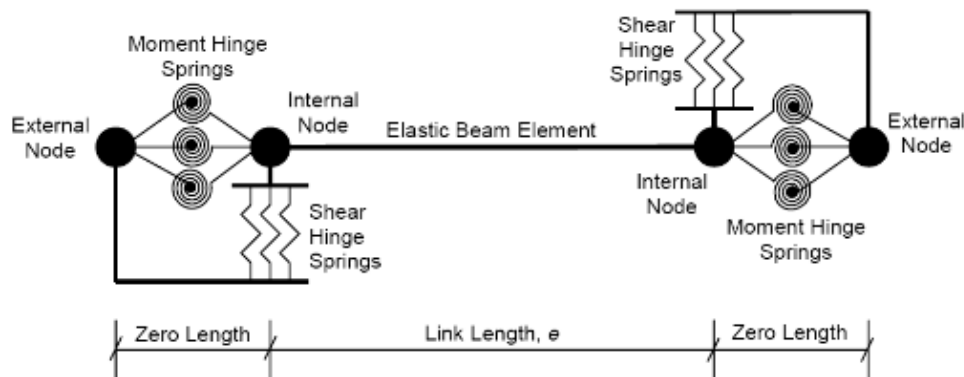 Moment Hinge
Springs
External
Node
Internal
Node
Shear
Hinge
Springs
Elastic Beam Element
Shear
Hinge
Springs
Internal
Node
External
Node
Moment Hinge
Springs
Zero Length
Link Length, e
Zero Length